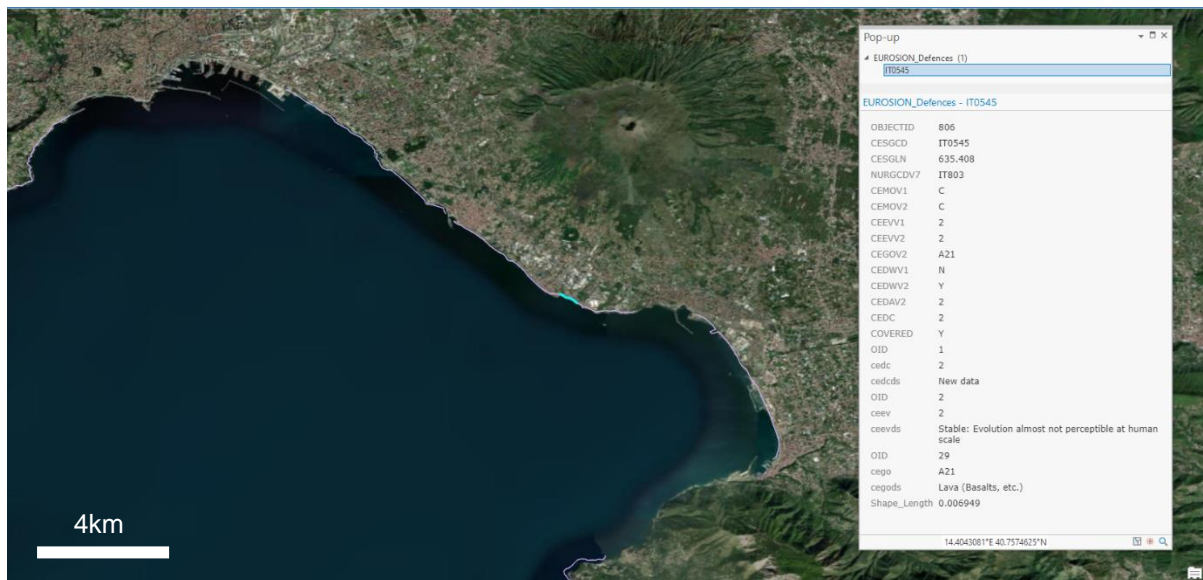 Pop-up
EUROSION_Defences (1)
IT0545
EUROSION_Defences - IT0545
OBJECTID 806
CESGCD IT0545
CESGLN 635.408
NURGCDV7 IT803
CEMOV1 C
CEMOV2 C
CEEVV1 2
CEEVV2 2
CEGOV2 A21
CEDWV1 N
CEDWV2 Y
CEDAV2 2
CEDC 2
COVERED Y
OID 1
cedc 2
cedcds New data
OID 2
ceev 2
ceevds Stable: Evolution almost not perceptible at human
scale
OID 29
cego A21
cegods Lava (Basalts, etc.)
Shape_Length 0.006949
14.4043081°E 40.7574625°N
4km